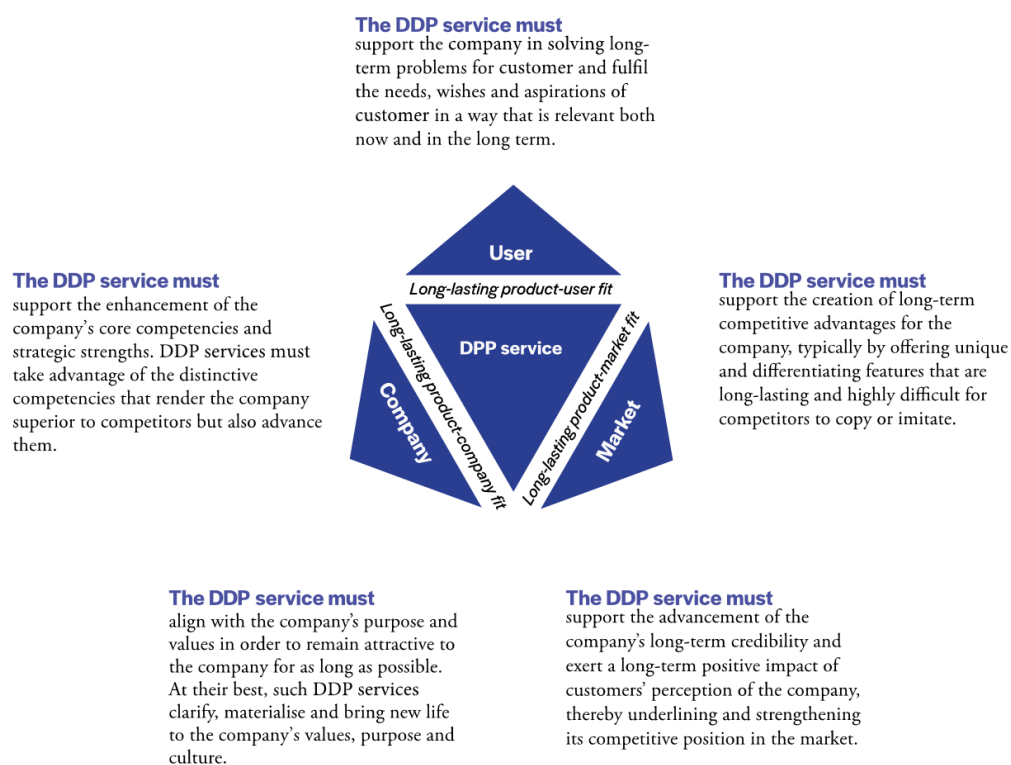 The DDP service must
support the company in solving long-
term problems for customer and fulfil
the needs, wishes and aspirations of
customer in a way that is relevant both
now and in the long term.
The DDP service must
support the enhancement of the
company's core competencies and
strategic strengths. DDP services must
take advantage of the distinctive
competencies that render the company
superior to competitors but also advance
them.
User
Long-lasting product-user fit
DPP service
Long-lasting product-company fit
Company
Long-lasting product-market fit
Market
The DDP service must
support the creation of long-term
competitive advantages for the
company, typically by offering unique
and differentiating features that are
long-lasting and highly difficult for
competitors to copy or imitate.
The DDP service must
align with the company's purpose and
values in order to remain attractive to
the company for as long as possible.
At their best, such DDP services
clarify, materialise and bring new life
to the company's values, purpose and
culture.
The DDP service must
support the advancement of the
company's long-term credibility and
exert a long-term positive impact of
customers' perception of the company,
thereby underlining and strengthening
its competitive position in the market.